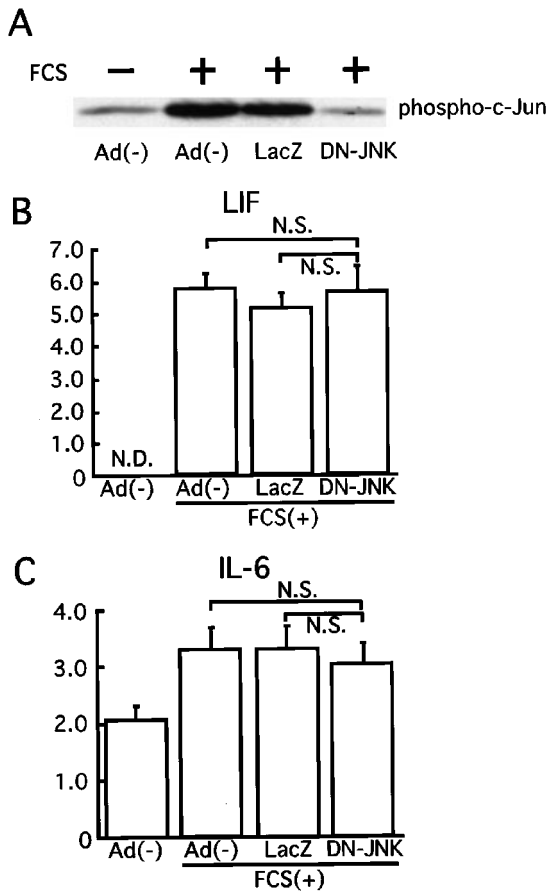 A
FCS − + + +
phospho-c-Jun
Ad(-) Ad(-) LacZ DN-JNK
B
LIF
N.S.
N.S.
7.0
6.0
5.0
4.0
3.0
2.0
1.0
0
N.D.
Ad(-) Ad(-) LacZ DN-JNK
FCS(+)
C
IL-6
N.S.
N.S.
4.0
3.0
2.0
1.0
0
Ad(-) Ad(-) LacZ DN-JNK
FCS(+)